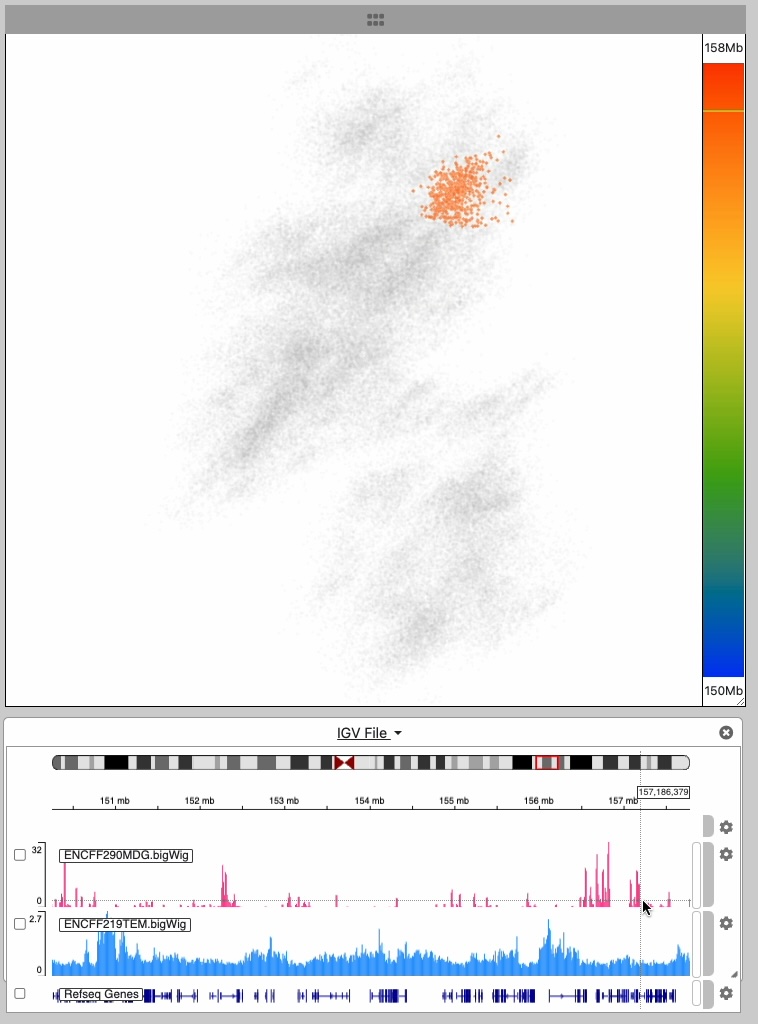 158Mb
150Mb
IGV File
151 mb 152 mb 153 mb 154 mb 155 mb 156 mb 157 mb
157,186,379
32
ENCFF290MDG.bigWig
0
2.7
ENCFF219TEM.bigWig
0
Refseq Genes